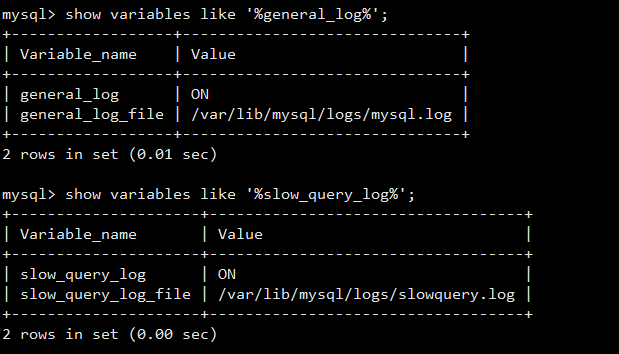 mysql> show variables like '%general_log%';
+------------------+-----------------------------+
| Variable_name    | Value                       |
+------------------+-----------------------------+
| general_log      | ON                          |
| general_log_file | /var/lib/mysql/logs/mysql.log |
+------------------+-----------------------------+
2 rows in set (0.01 sec)

mysql> show variables like '%slow_query_log%';
+---------------------+----------------------------------+
| Variable_name       | Value                            |
+---------------------+----------------------------------+
| slow_query_log      | ON                               |
| slow_query_log_file | /var/lib/mysql/logs/slowquery.log |
+---------------------+----------------------------------+
2 rows in set (0.00 sec)